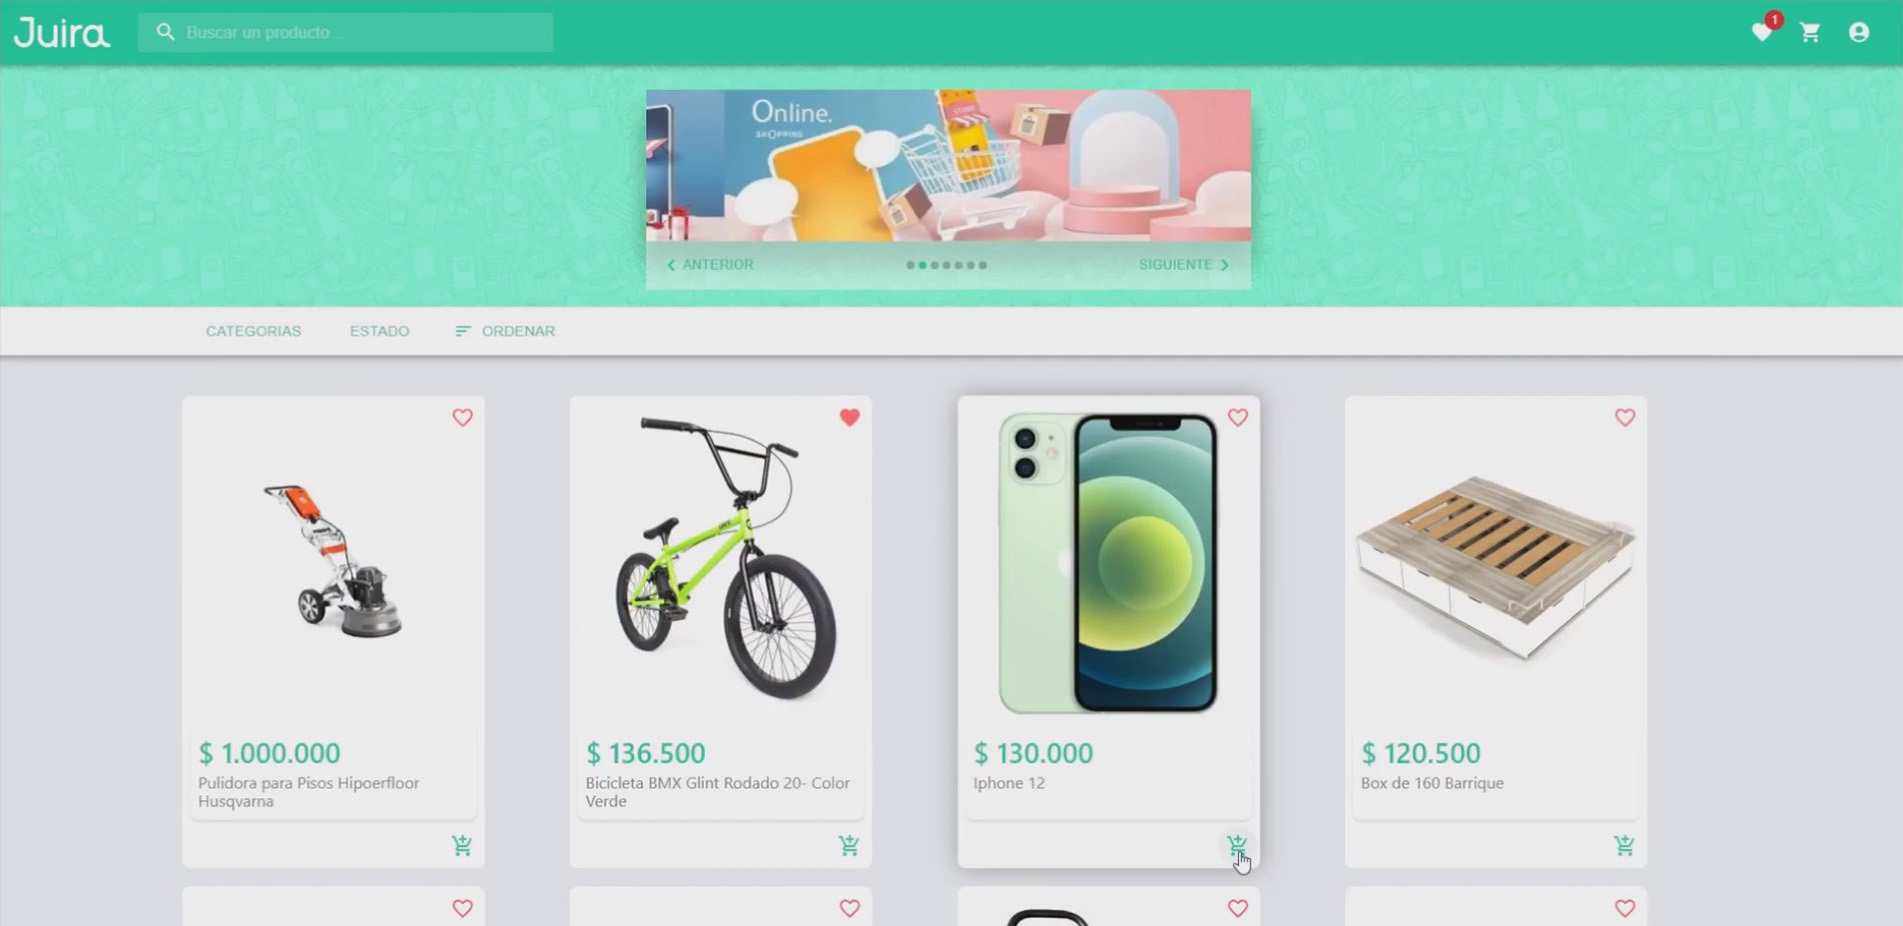 Juira
Buscar un producto...
1
Online.
SHOPPING
ANTERIOR
SIGUIENTE
CATEGORIAS
ESTADO
ORDENAR
$ 1.000.000
Pulidora para Pisos Hipoerfloor
Husqvarna
$ 136.500
Bicicleta BMX Glint Rodado 20- Color
Verde
$ 130.000
Iphone 12
$ 120.500
Box de 160 Barrique